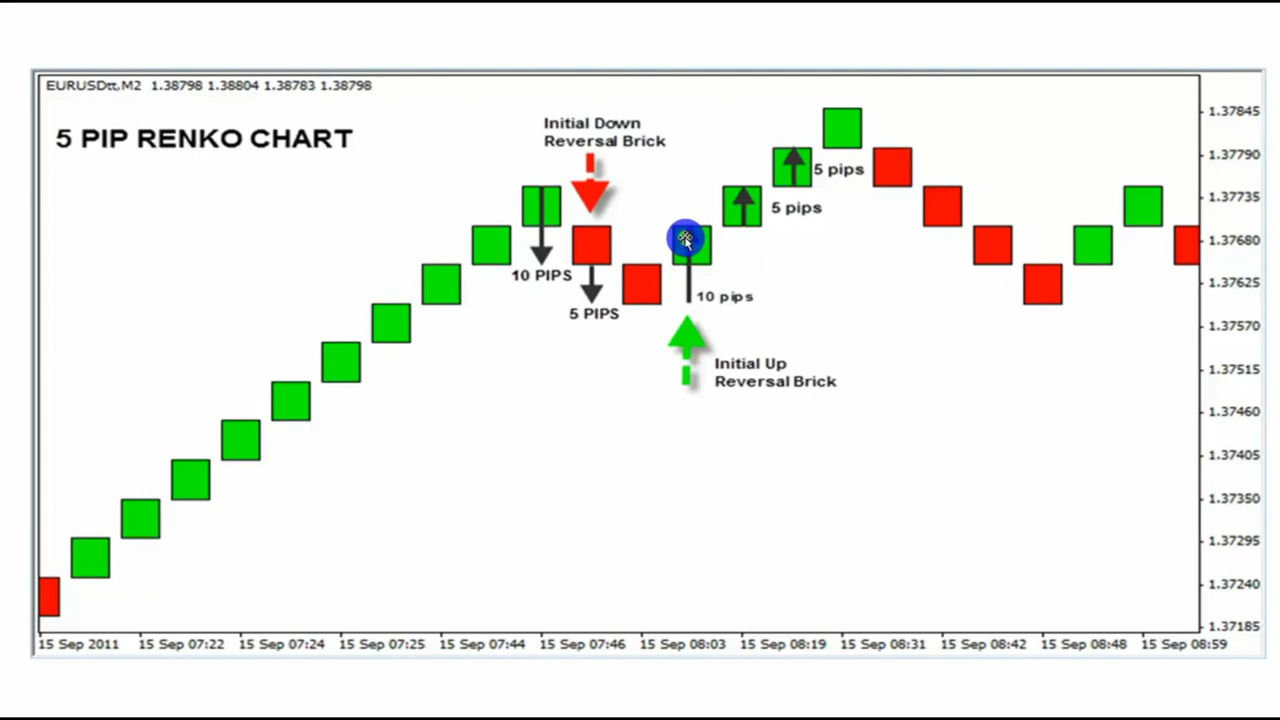 EURUSDtt,M2 1.38798 1.38804 1.38783 1.38798
5 PIP RENKO CHART
Initial Down
Reversal Brick
10 PIPS
5 PIPS
10 pips
Initial Up
Reversal Brick
5 pips
5 pips
1.37845
1.37790
1.37735
1.37680
1.37625
1.37570
1.37515
1.37460
1.37405
1.37350
1.37295
1.37240
1.37185
15 Sep 2011 15 Sep 07:22 15 Sep 07:24 15 Sep 07:25 15 Sep 07:44 15 Sep 07:46 15 Sep 08:03 15 Sep 08:19 15 Sep 08:31 15 Sep 08:42 15 Sep 08:48 15 Sep 08:59